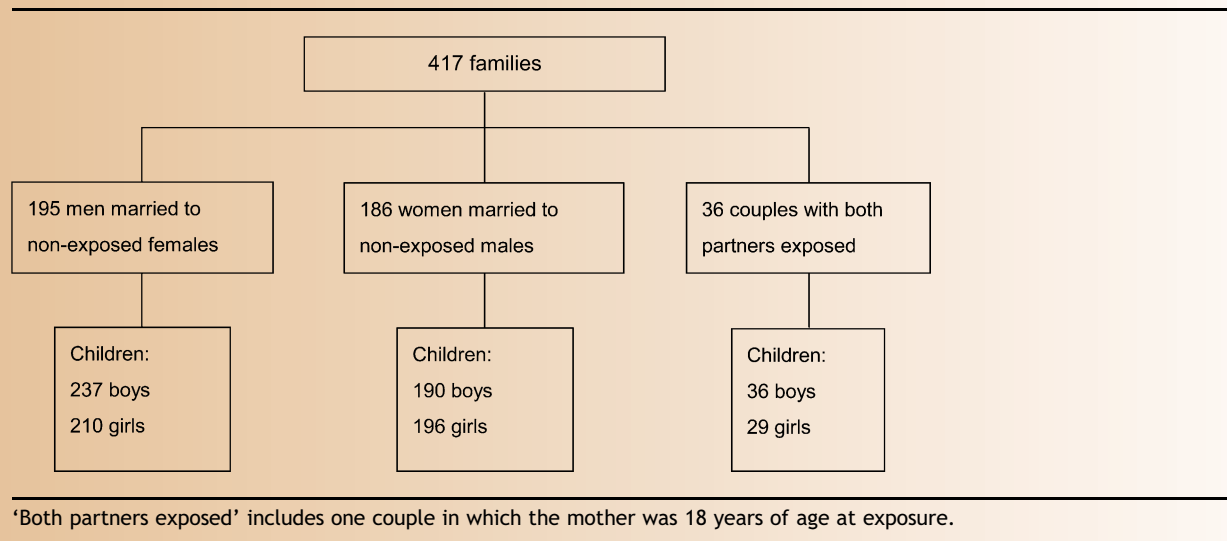 417 families
195 men married to
non-exposed females
186 women married to
non-exposed males
36 couples with both
partners exposed
Children:
237 boys
210 girls
Children:
190 boys
196 girls
Children:
36 boys
29 girls
‘Both partners exposed’ includes one couple in which the mother was 18 years of age at exposure.